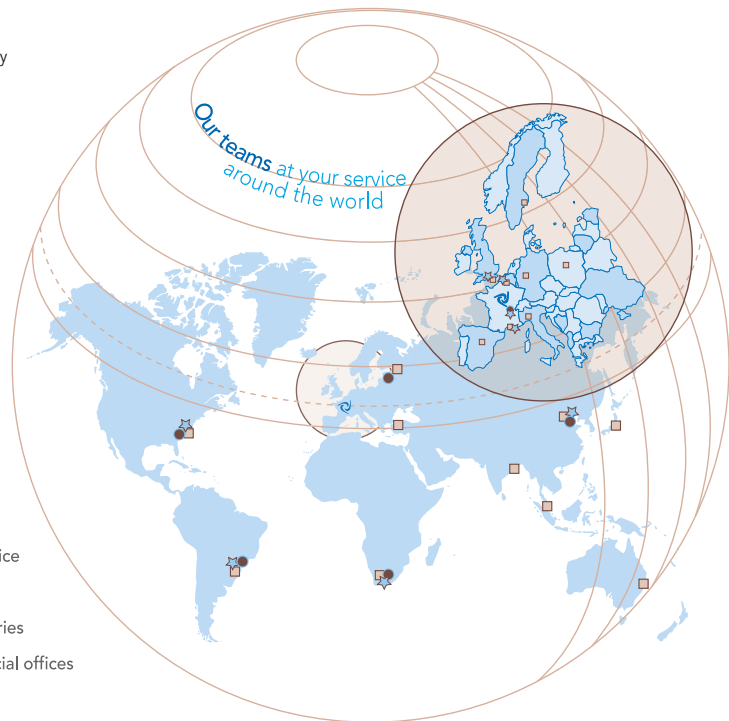 y
Our teams at your service
around the world
ice
ries
cial offices